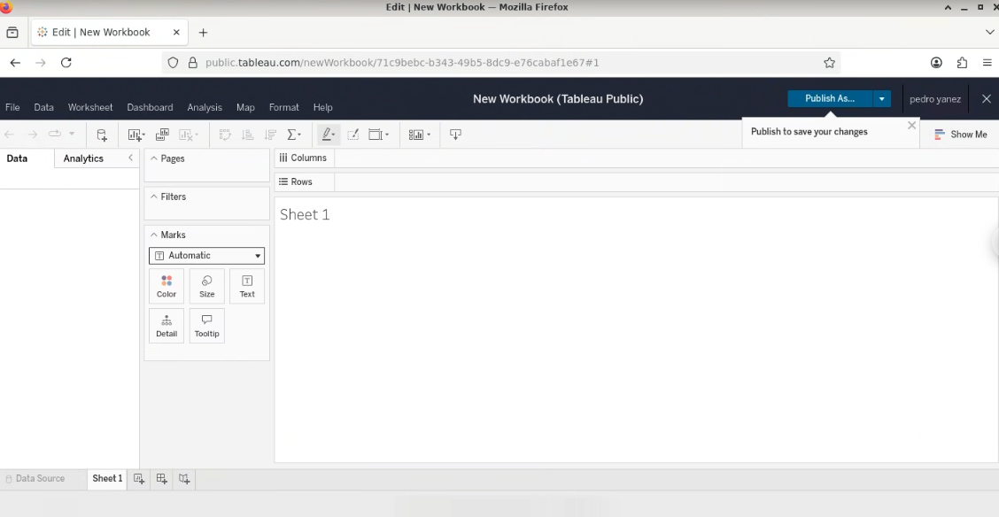 Edit | New Workbook — Mozilla Firefox
Edit | New Workbook
public.tableau.com/newWorkbook/71c9bebc-b343-49b5-8dc9-e76cabaf1e67#1
New Workbook (Tableau Public)
Publish As...
pedro yanez
File Data Worksheet Dashboard Analysis Map Format Help
Publish to save your changes
Show Me
Data Analytics
Pages
Columns
Rows
Filters
Sheet 1
Marks
Automatic
Color Size Text
Detail Tooltip
Data Source Sheet 1